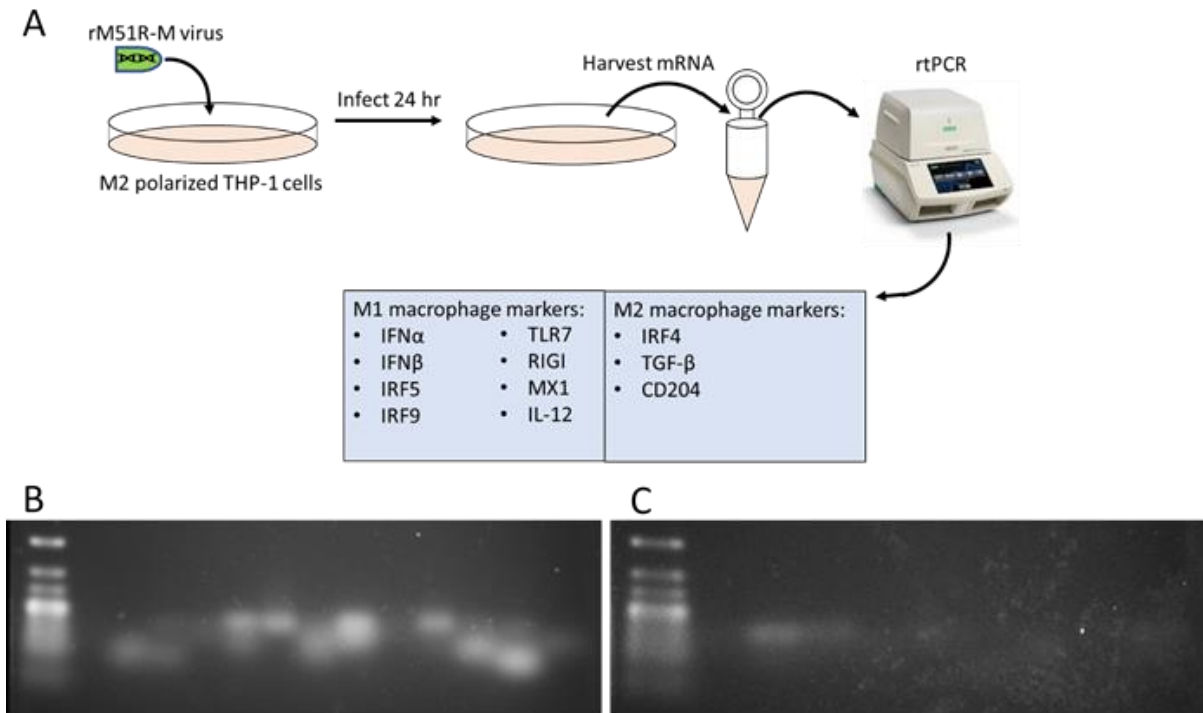 A
rM51R-M virus
Infect 24 hr
Harvest mRNA
rtPCR
M2 polarized THP-1 cells
M1 macrophage markers:
• IFNα
• IFNβ
• IRF5
• IRF9
• TLR7
• RIGI
• MX1
• IL-12
M2 macrophage markers:
• IRF4
• TGF-β
• CD204
B
C